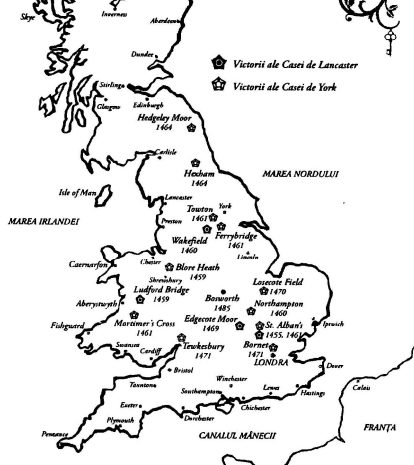 Skye
Inverness
Aberdeen
Dundee
Stirling
Glasgow
Edinburgh
Victorii ale Casei de Lancaster
Victorii ale Casei de York
Hedgeley Moor
1464
Carlisle
Hexham
1464
MAREA NORDULUI
Isle of Man
Lancaster
MAREA IRLANDEI
Preston
Towton
1461
York
Wakefield
1460
Ferrybridge
1461
Lincoln
Caernarfon
Chester
Blore Heath
1459
Shrewsbury
Ludford Bridge
1459
Losecote Field
1470
Aberystwyth
Bosworth
1485
Northampton
1460
Fishguard
Mortimer's Cross
1461
Edgecote Moor
1469
St. Alban's
1455, 1461
Ipswich
Swansea
Cardiff
Tewkesbury
1471
Bornet
1471
LONDRA
Bristol
Dover
Taunton
Winchester
Southampton
Lewes
Hastings
Calais
Exeter
Dorchester
Chichester
Plymouth
Penzance
CANALUL MÂNECII
FRANȚA